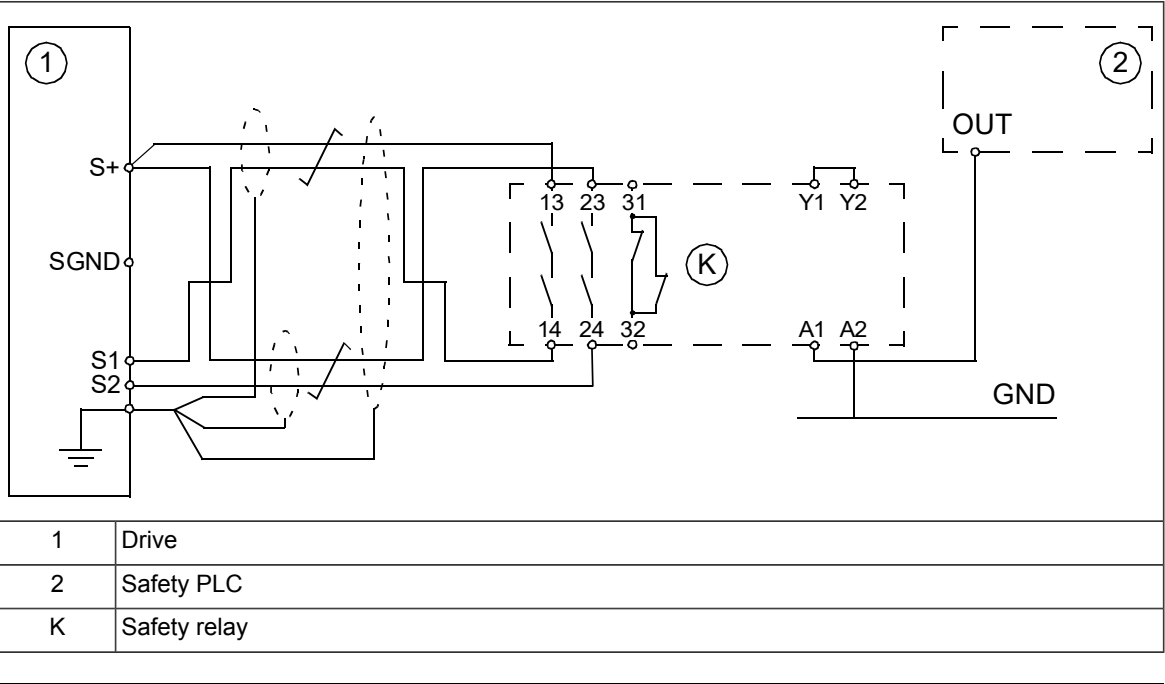 1
2
OUT
S+
13 23 31 Y1 Y2
SGND
K
14 24 32 A1 A2
S1
S2
GND
1 Drive
2 Safety PLC
K Safety relay